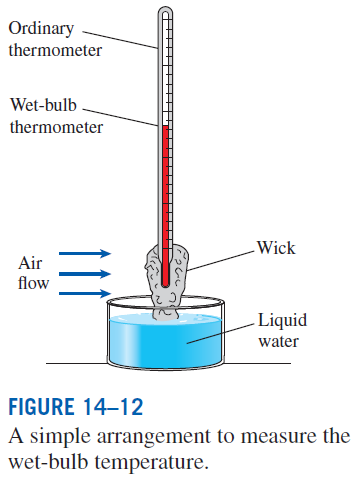 Ordinary
thermometer
Wet-bulb
thermometer
Air
flow
Wick
Liquid
water
FIGURE 14–12
A simple arrangement to measure the
wet-bulb temperature.